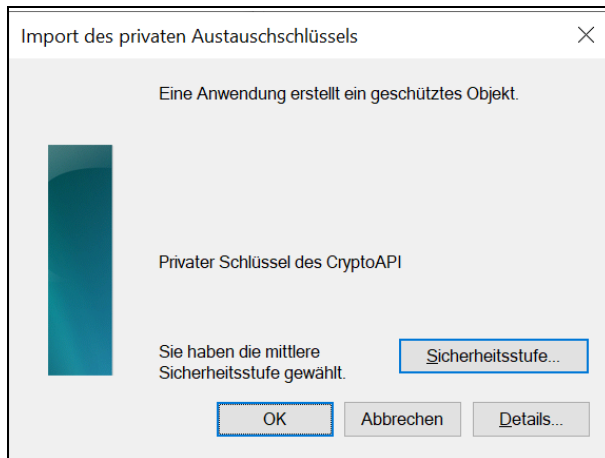 Import des privaten Austauschschlüssels
Eine Anwendung erstellt ein geschütztes Objekt.
Privater Schlüssel des CryptoAPI
Sie haben die mittlere
Sicherheitsstufe gewählt.
Sicherheitsstufe...
OK
Abbrechen
Details...